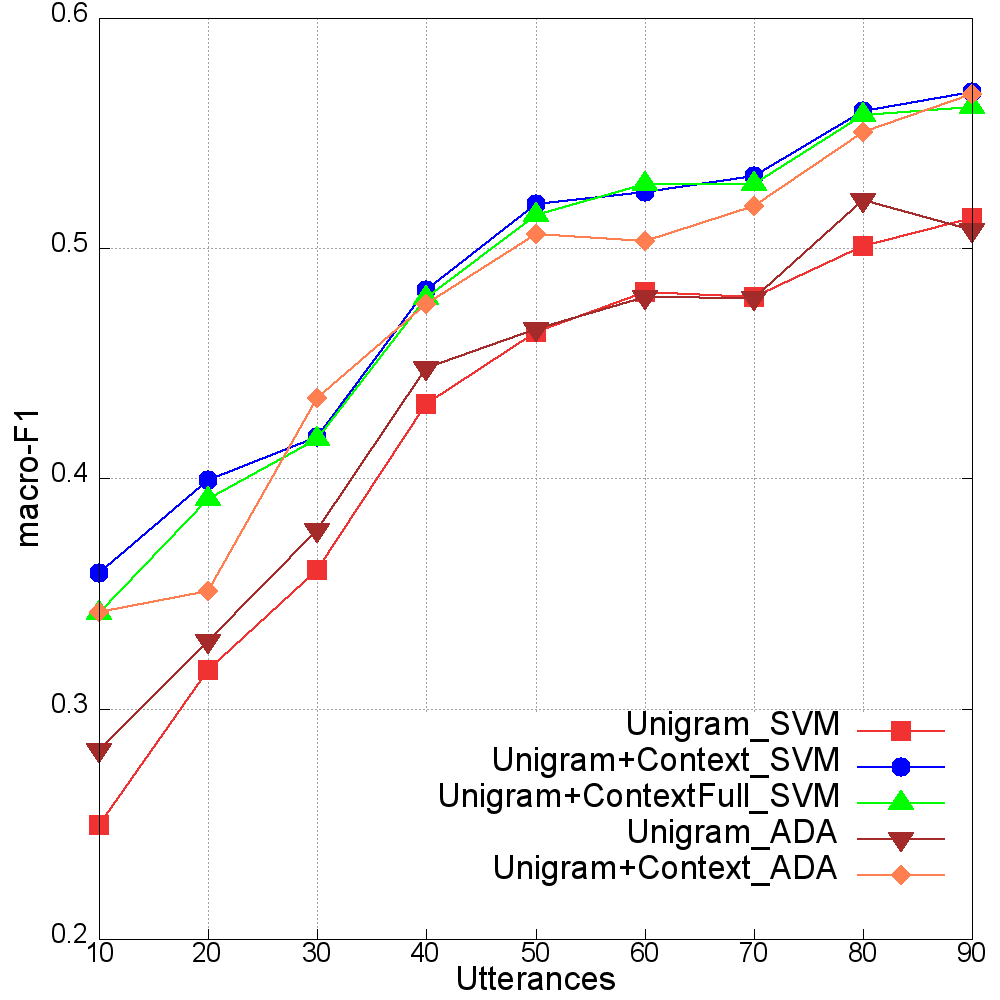 0.6
0.5
0.4
0.3
0.2
macro-F1
Unigram_SVM
Unigram+Context_SVM
Unigram+ContextFull_SVM
Unigram_ADA
Unigram+Context_ADA
10 20 30 40 50 60 70 80 90
Utterances